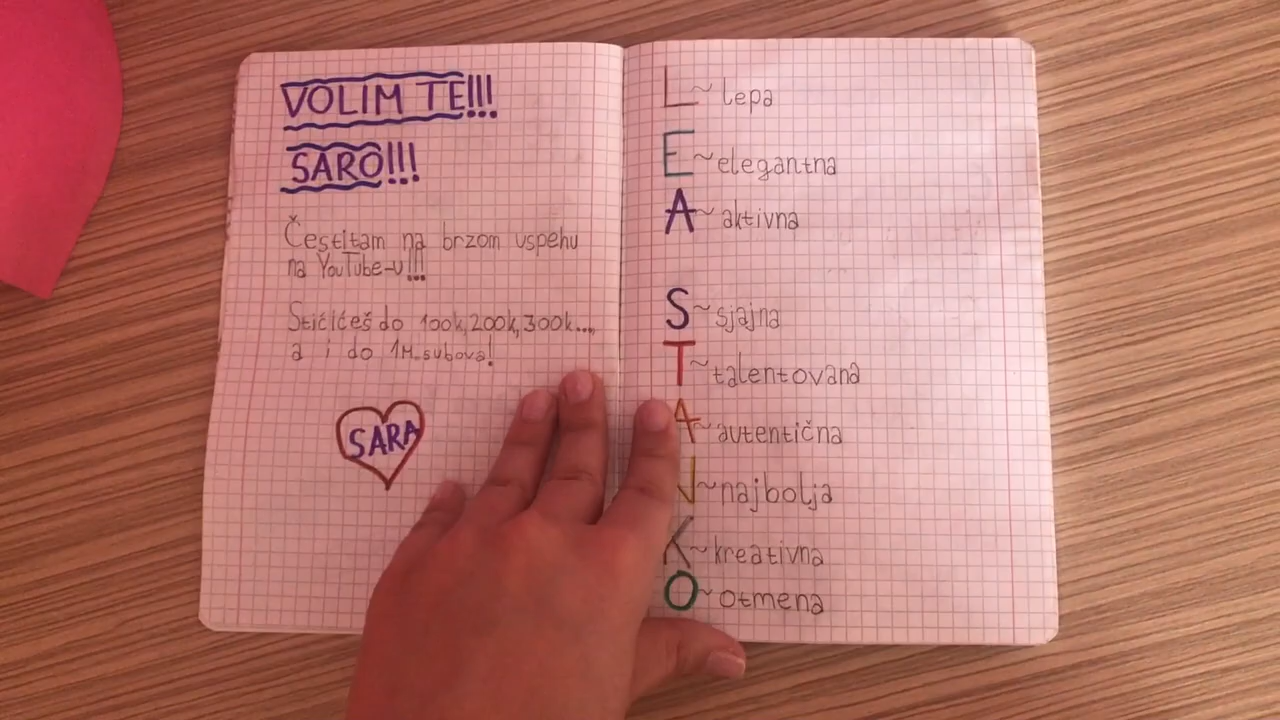 VOLIM TE!!!
SARO!!!
Čestitam na brzom uspehu
na YouTube-u!!!
Stićićeš do 100k,200k,300k...,
a i do 1M subova!
SARA
L~ lepa
E~elegantna
A~ aktivna
S~sjajna
T~talentovana
A~autentična
N~najbolja
K~kreativna
O~otmena